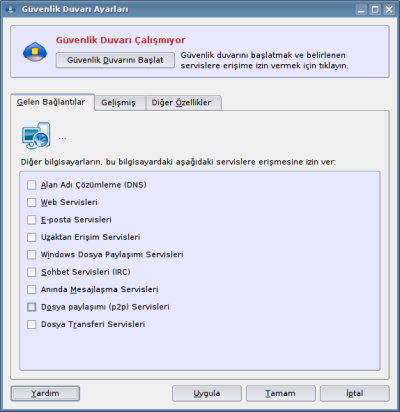 Güvenlik Duvarı Ayarları
Güvenlik Duvarı Çalışmıyor
Güvenlik Duvarını Başlat
Güvenlik duvarını başlatmak ve belirlenen
servislere erişime izin vermek için tıklayın.
Gelen Bağlantılar Gelişmiş Diğer Özellikler
...
Diğer bilgisayarların, bu bilgisayardaki aşağıdaki servislere erişmesine izin ver:
Alan Adı Çözümleme (DNS)
Web Servisleri
E-posta Servisleri
Uzaktan Erişim Servisleri
Windows Dosya Paylaşımı Servisleri
Sohbet Servisleri (IRC)
Anında Mesajlaşma Servisleri
Dosya paylaşımı (p2p) Servisleri
Dosya Transferi Servisleri
Yardım Uygula Tamam İptal